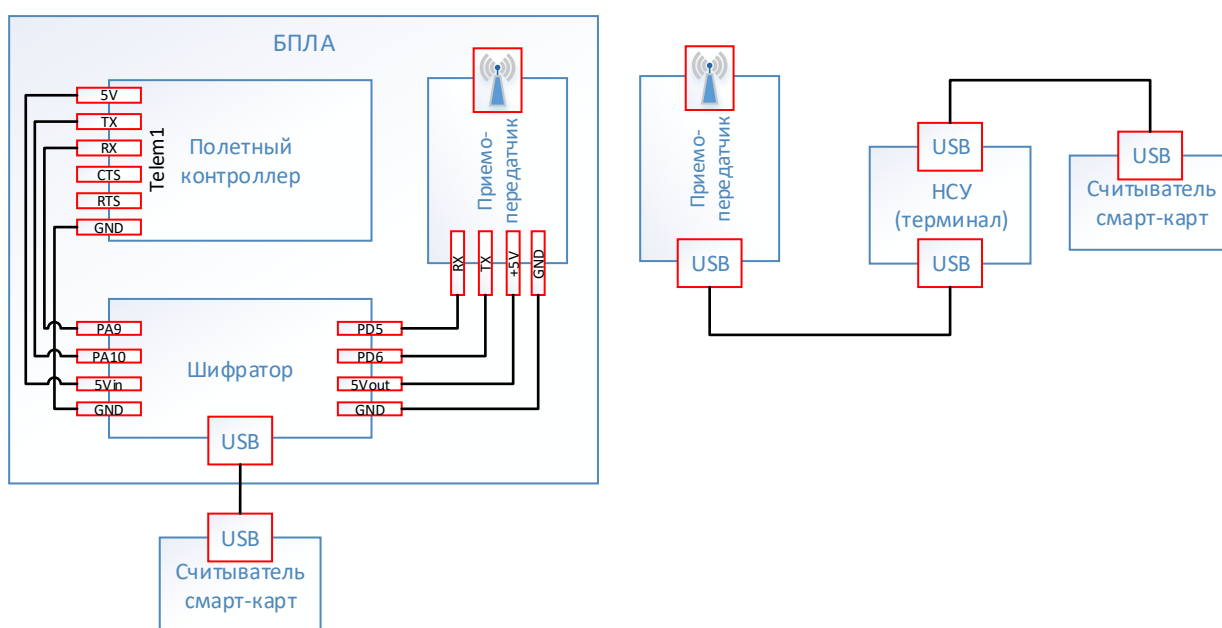 БПЛА
5V
TX
RX
CTS
RTS
GND
Telem1
Полетный
контроллер
Приемо-
передатчик
RX
TX
+5V
GND
PA9
PA10
5Vin
GND
Шифратор
PD5
PD6
5Vout
GND
USB
USB
Считыватель
смарт-карт
Приемо-
передатчик
USB
USB
НСУ
(терминал)
USB
USB
Считыватель
смарт-карт